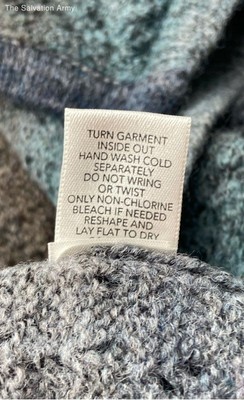 The Salvation Army
TURN GARMENT
INSIDE OUT
HAND WASH COLD
SEPARATELY
DO NOT WRING
OR TWIST
ONLY NON-CHLORINE
BLEACH IF NEEDED
RESHAPE AND
LAY FLAT TO DRY